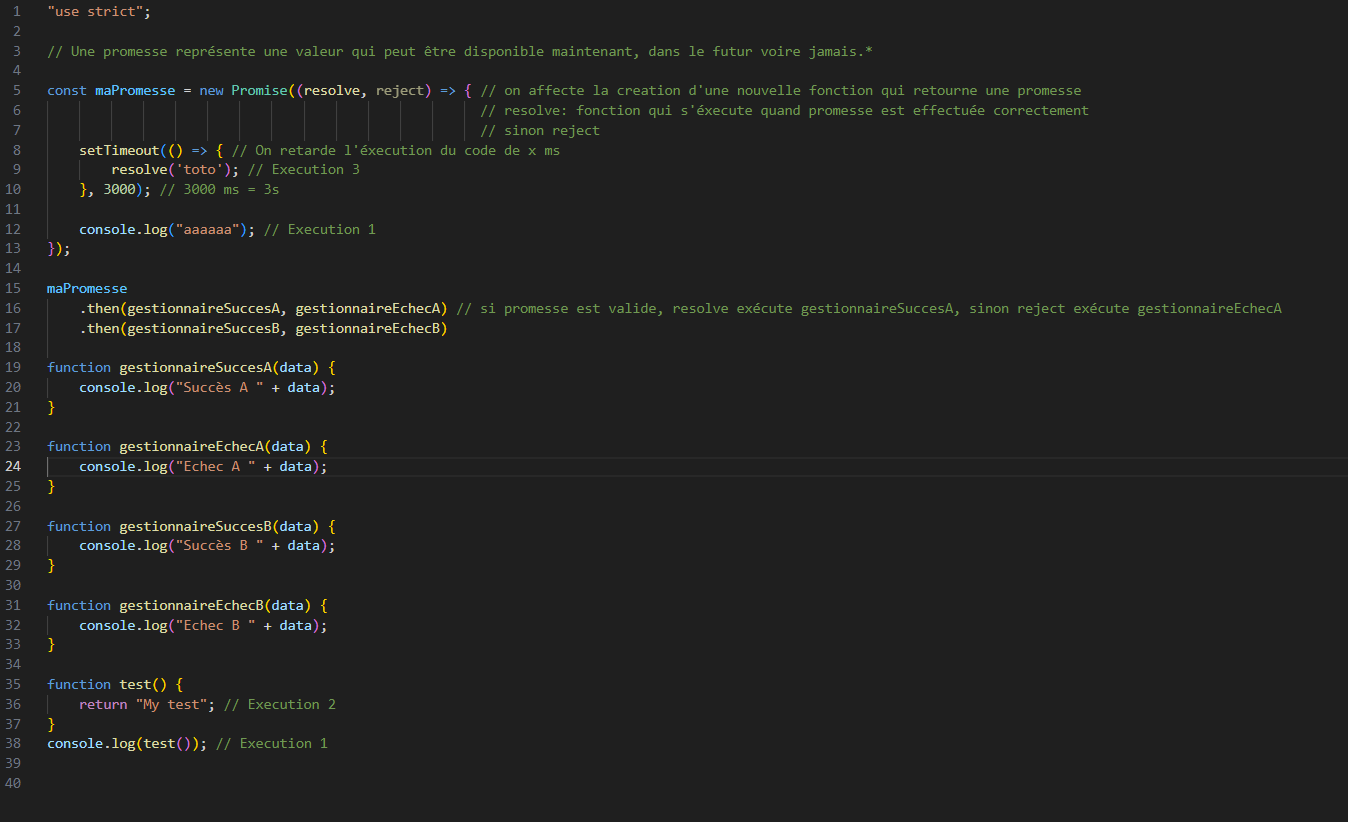 1 "use strict";
2
3 // Une promesse représente une valeur qui peut être disponible maintenant, dans le futur voire jamais.*
4
5 const maPromesse = new Promise((resolve, reject) => { // on affecte la creation d'une nouvelle fonction qui retourne une promesse
6 // resolve: fonction qui s'éxecute quand promesse est effectuée correctement
7 // sinon reject
8 setTimeout(() => { // On retarde l'éxecution du code de x ms
9 resolve('toto'); // Execution 3
10 }, 3000); // 3000 ms = 3s
11
12 console.log("aaaaaa"); // Execution 1
13 });
14
15 maPromesse
16 .then(gestionnaireSuccesA, gestionnaireEchecA) // si promesse est valide, resolve exécute gestionnaireSuccesA, sinon reject exécute gestionnaireEchecA
17 .then(gestionnaireSuccesB, gestionnaireEchecB)
18
19 function gestionnaireSuccesA(data) {
20 console.log("Succès A " + data);
21 }
22
23 function gestionnaireEchecA(data) {
24 console.log("Echec A " + data);
25 }
26
27 function gestionnaireSuccesB(data) {
28 console.log("Succès B " + data);
29 }
30
31 function gestionnaireEchecB(data) {
32 console.log("Echec B " + data);
33 }
34
35 function test() {
36 return "My test"; // Execution 2
37 }
38 console.log(test()); // Execution 1
39
40